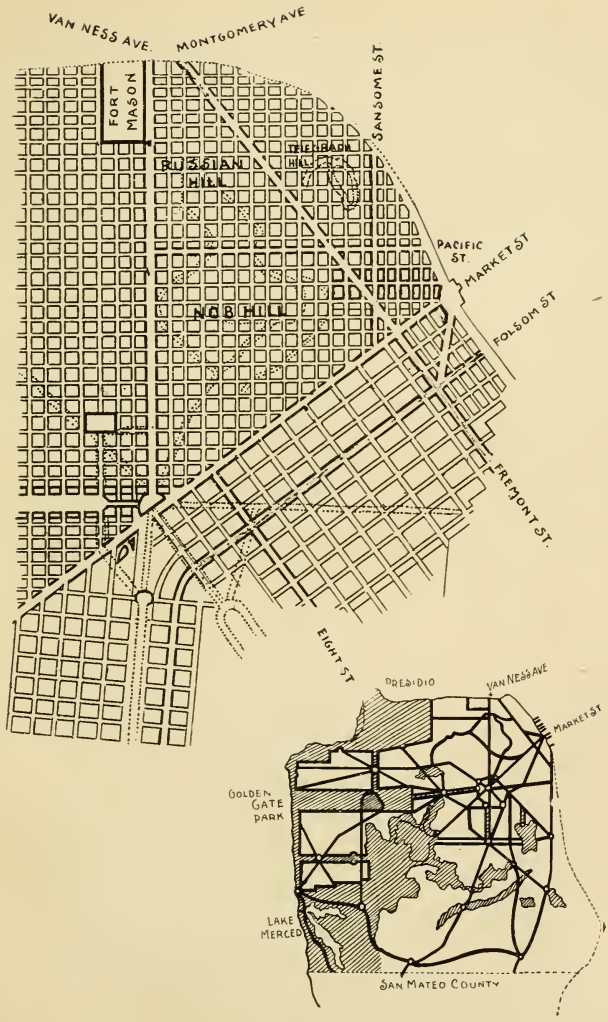 VAN NESS AVE.
MONTGOMERY AVE
SANSOME ST.
FORT
MASON
RUSSIAN
HILL
TELEGRAPH
HILL
PACIFIC
ST.
MARKET ST
FOLSOM ST
NOB HILL
FREMONT ST.
EIGHT ST
PRESIDIO
VAN NESS AVE
MARKET ST
GOLDEN
GATE
PARK
LAKE
MERCED
SAN MATEO COUNTY